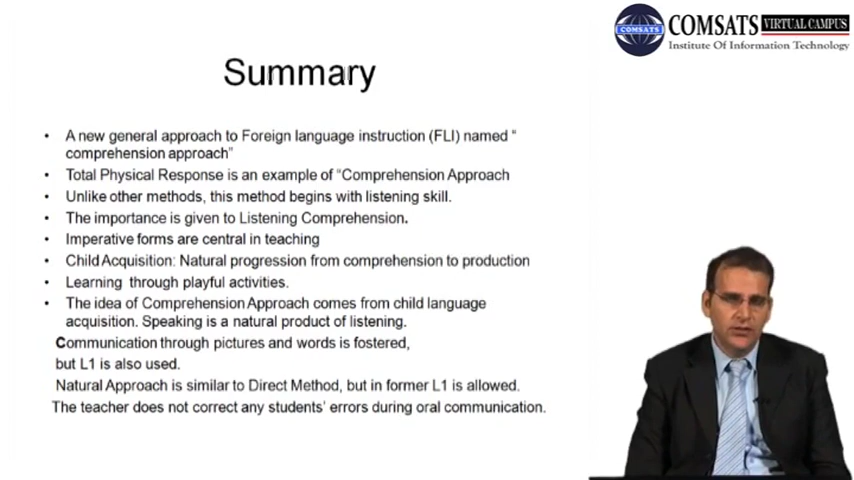 COMSATS
COMSATS VIRTUAL CAMPUS
Institute Of Information Technology
Summary
• A new general approach to Foreign language instruction (FLI) named “
comprehension approach”
• Total Physical Response is an example of “Comprehension Approach
• Unlike other methods, this method begins with listening skill.
• The importance is given to Listening Comprehension.
• Imperative forms are central in teaching
• Child Acquisition: Natural progression from comprehension to production
• Learning through playful activities.
• The idea of Comprehension Approach comes from child language
acquisition. Speaking is a natural product of listening.
Communication through pictures and words is fostered,
but L1 is also used.
Natural Approach is similar to Direct Method, but in former L1 is allowed.
The teacher does not correct any students’ errors during oral communication.